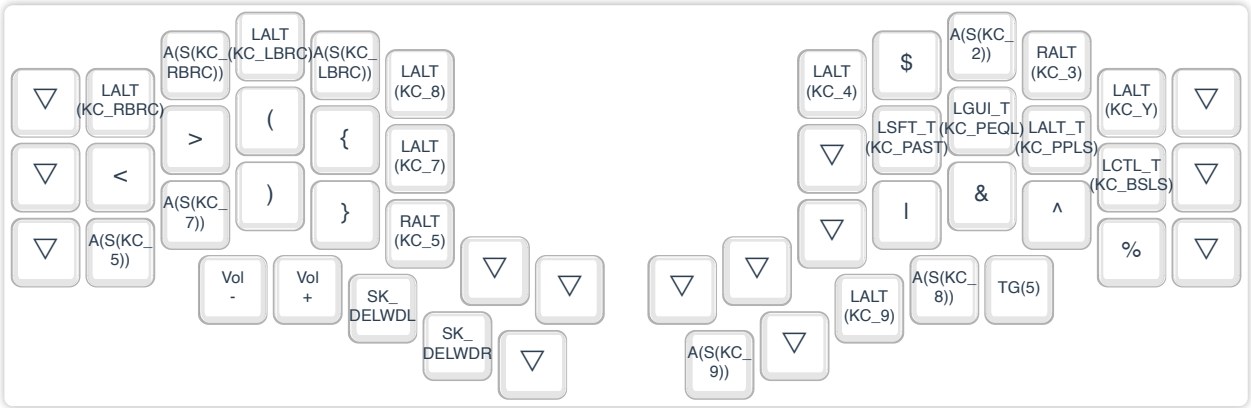 LALT
(KC_RBRC)
A(S(KC_
RBRC))
LALT
(KC_LBRC)
A(S(KC_
LBRC))
LALT
(KC_8)
<
>
(
{
LALT
(KC_7)
A(S(KC_
5))
A(S(KC_
7))
)
}
RALT
(KC_5)
Vol
-
Vol
+
SK_
DELWDL
SK_
DELWDR
LALT
(KC_4)
$
A(S(KC_
2))
RALT
(KC_3)
LALT
(KC_Y)
LSFT_T
(KC_PAST)
LGUI_T
(KC_PEQL)
LALT_T
(KC_PPLS)
LCTL_T
(KC_BSLS)
|
&
^
%
A(S(KC_
9))
LALT
(KC_9)
A(S(KC_
8))
TG(5)